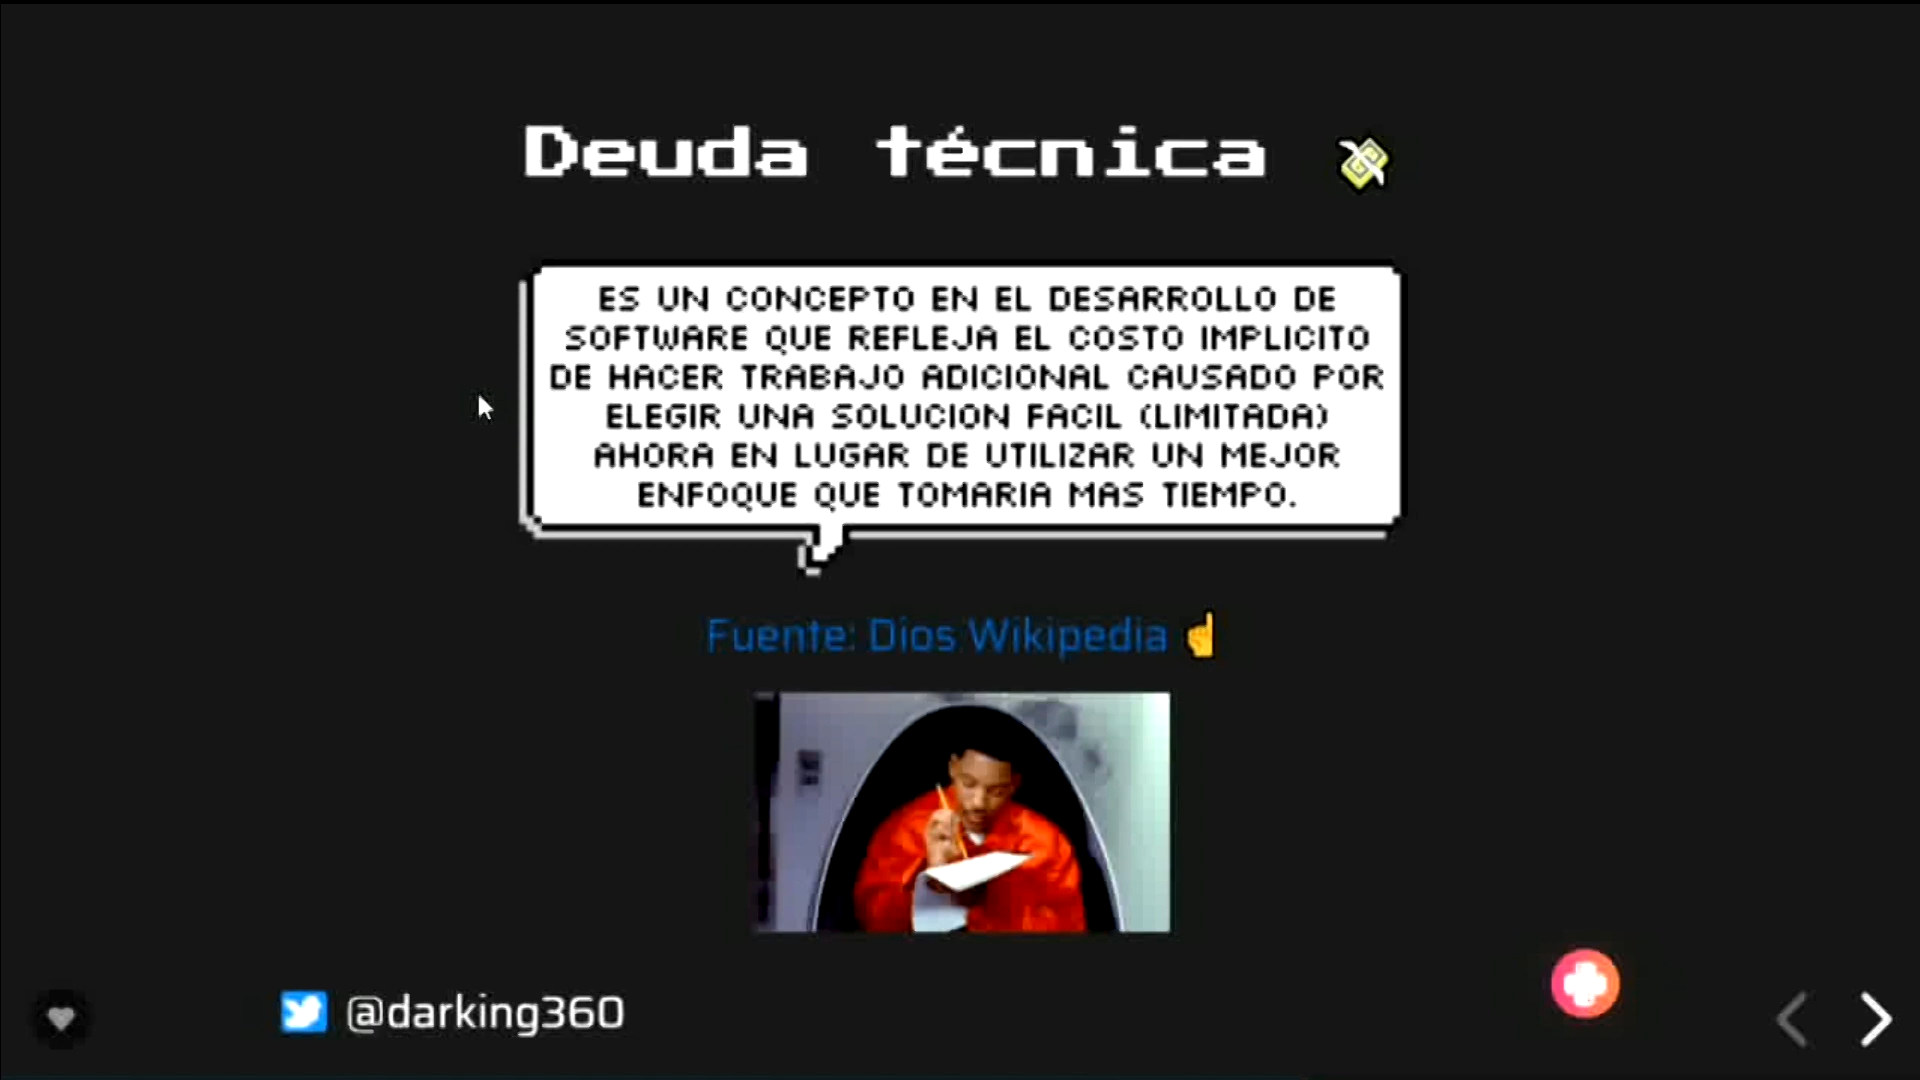 Deuda técnica
ES UN CONCEPTO EN EL DESARROLLO DE
SOFTWARE QUE REFLEJA EL COSTO IMPLICITO
DE HACER TRABAJO ADICIONAL CAUSADO POR
ELEGIR UNA SOLUCION FACIL (LIMITADA)
AHORA EN LUGAR DE UTILIZAR UN MEJOR
ENFOQUE QUE TOMARIA MAS TIEMPO.
Fuente: Dios Wikipedia
@darking360